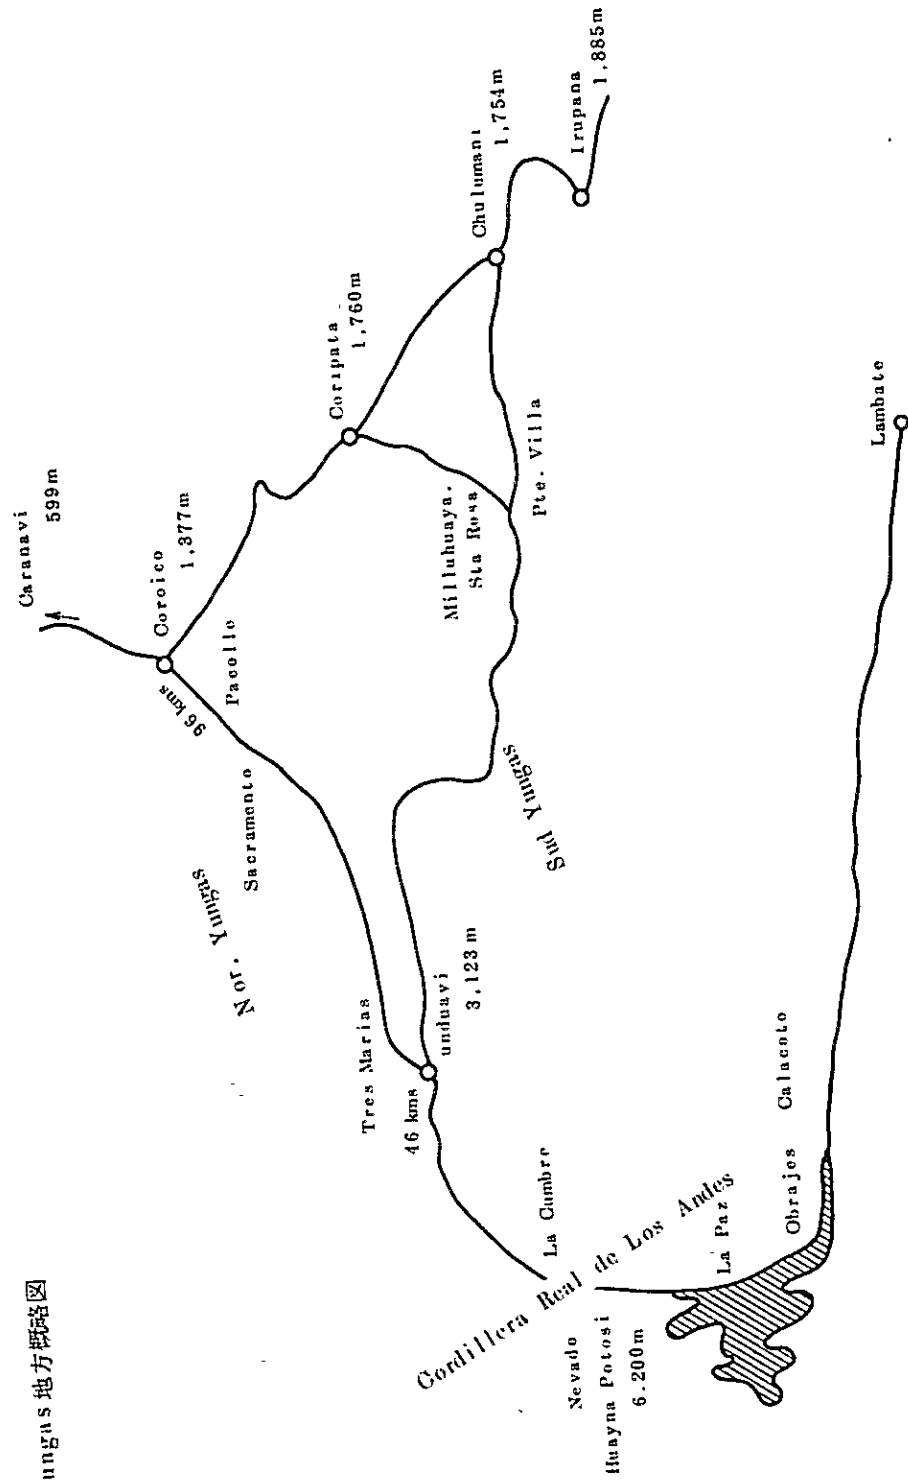 ungas地方概略図
Caranavi
599m
Coroico
1,377m
96 kms
Pacollo
Sacramento
Nor. Yungas
Coripata
1,760m
Chulumani
1,754m
Irupana
1,885m
Milluhuaya.
Sta Rosa
Pte. Villa
Sud Yungas
Tres Marias
46 kms
unduavi
3,123m
La Cumbre
Cordillera Real de Los Andes
Nevado
Huayna Potosi
6.200m
La Paz
Obrajes
Calacoto
Lambate